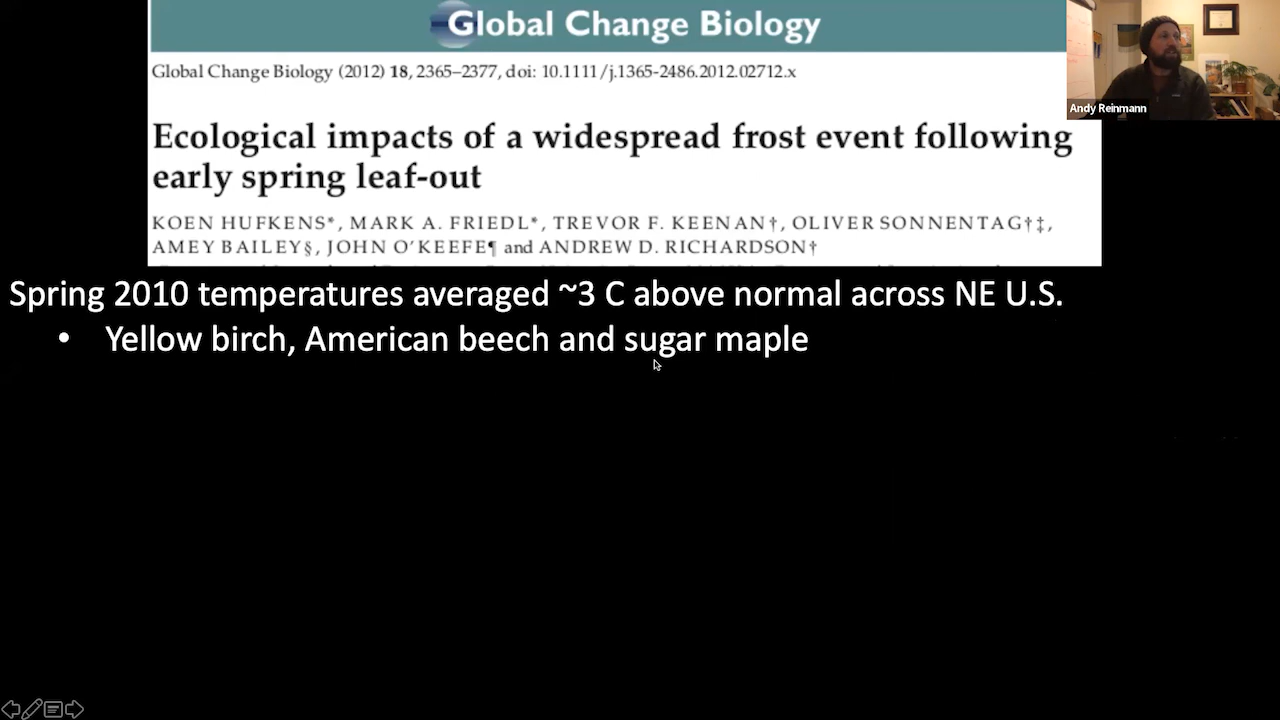 Global Change Biology
Global Change Biology (2012) 18, 2365–2377, doi: 10.1111/j.1365-2486.2012.02712.x
Andy Reinmann
Ecological impacts of a widespread frost event following
early spring leaf-out
KOEN HUFKENS*, MARK A. FRIEDL*, TREVOR F. KEENAN†, OLIVER SONNENTAG†‡,
AMEY BAILEY§, JOHN O'KEEFE¶ and ANDREW D. RICHARDSON†
Spring 2010 temperatures averaged ~3 C above normal across NE U.S.
• Yellow birch, American beech and sugar maple